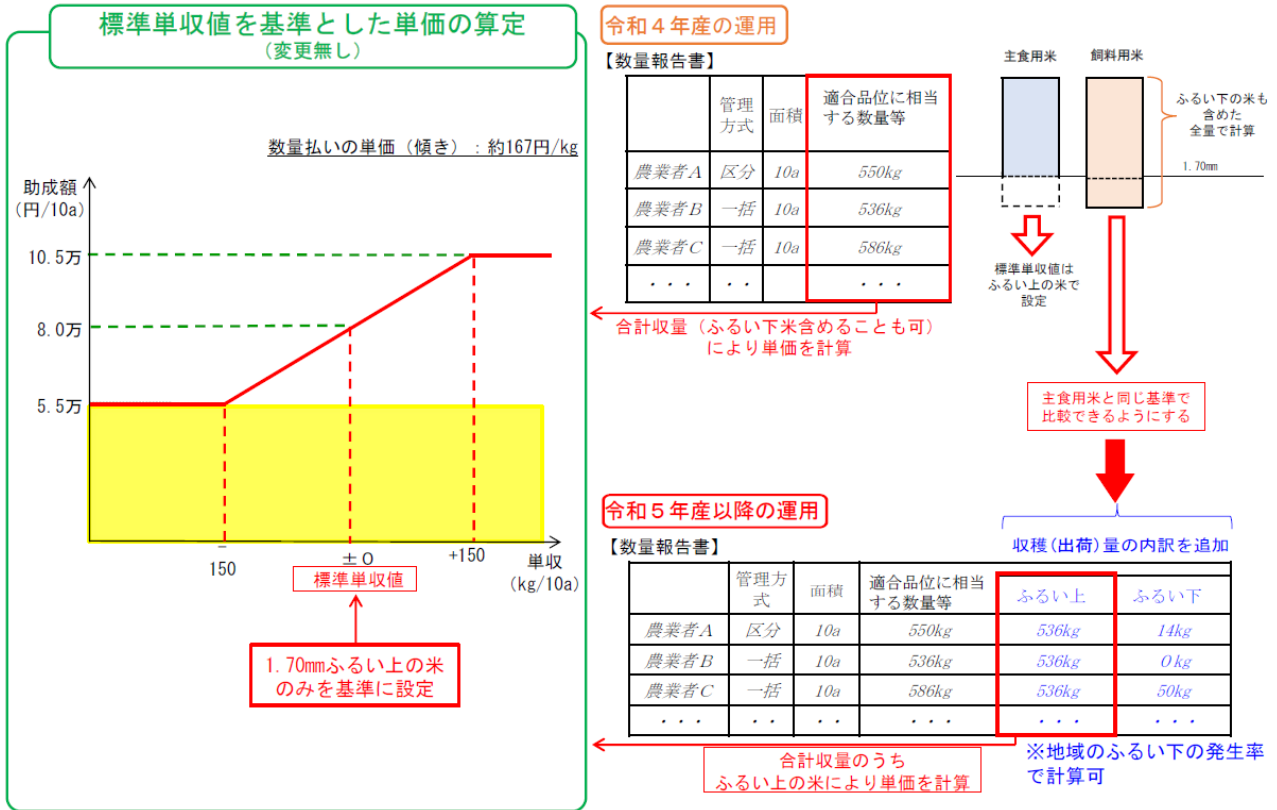 標準単収値を基準とした単価の算定
(変更無し)
数量払いの単価（傾き）：約167円/kg
助成額
(円/10a)
10.5万
8.0万
5.5万
－
150
±0
+150
単収
(kg/10a)
標準単収値
1.70mmふるい上の米
のみを基準に設定
令和４年産の運用
【数量報告書】
管理
方式
面積
適合品位に相当
する数量等
農業者A 区分 10a 550kg
農業者B 一括 10a 536kg
農業者C 一括 10a 586kg
・・・ ・・ ・・・
合計収量（ふるい下米含めることも可）
により単価を計算
主食用米 飼料用米
ふるい下の米も
含めた
全量で計算
1.70mm
標準単収値は
ふるい上の米で
設定
主食用米と同じ基準で
比較できるようにする
令和５年産以降の運用
【数量報告書】
収穫(出荷)量の内訳を追加
管理方
式
面積
適合品位に相当
する数量等
ふるい上 ふるい下
農業者A 区分 10a 550kg 536kg 14kg
農業者B 一括 10a 536kg 536kg 0kg
農業者C 一括 10a 586kg 536kg 50kg
・・・ ・・ ・・ ・・・ ・・・ ・・・
合計収量のうち
ふるい上の米により単価を計算
※地域のふるい下の発生率
で計算可